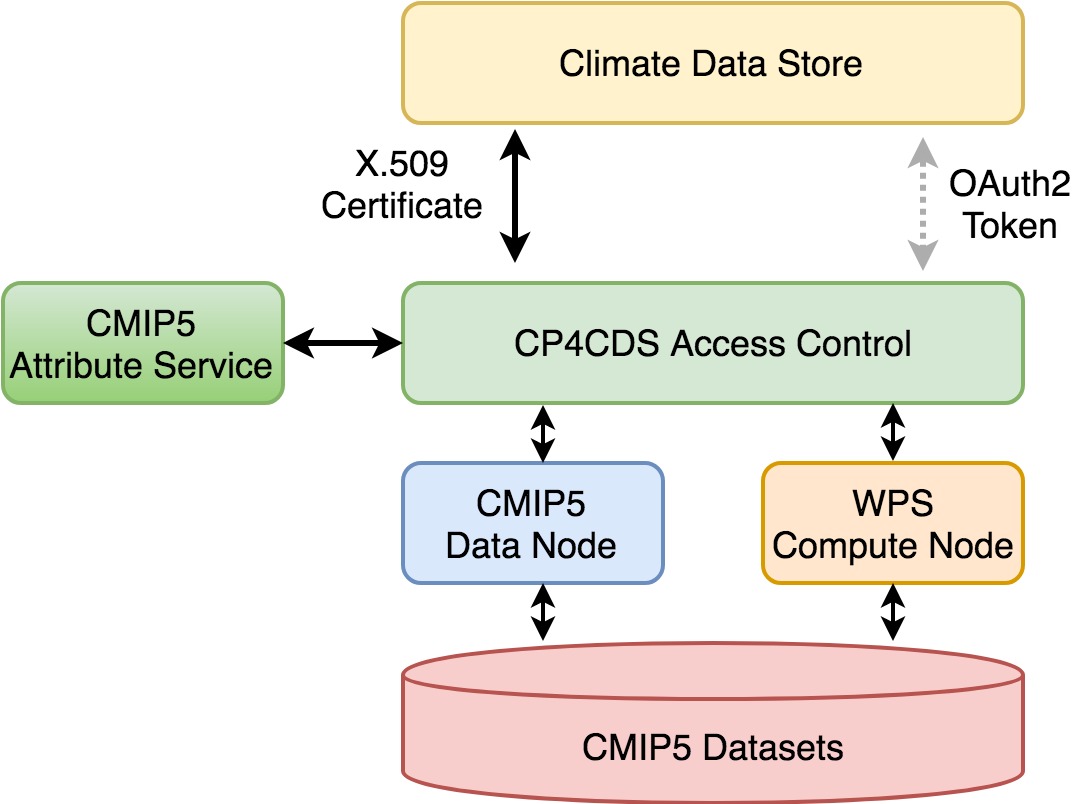 Climate Data Store
X.509
Certificate
OAuth2
Token
CMIP5
Attribute Service
CP4CDS Access Control
CMIP5
Data Node
WPS
Compute Node
CMIP5 Datasets